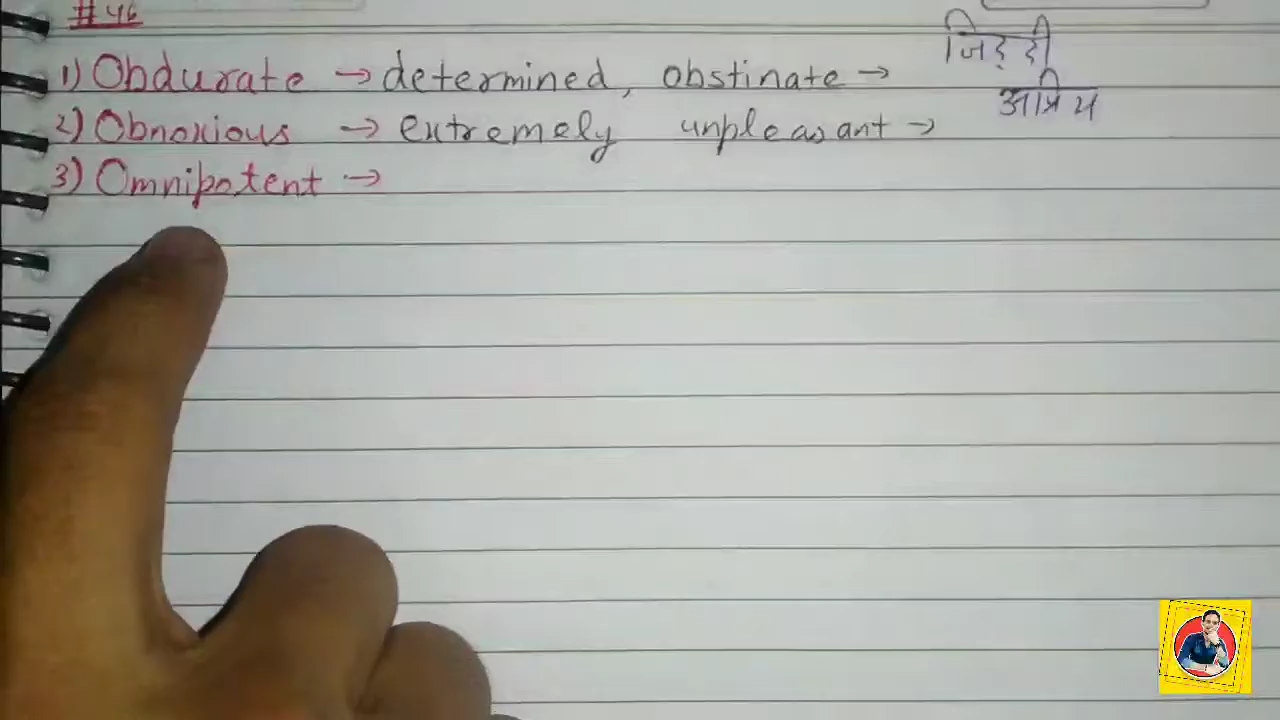 #46
1) Obdurate → determined, obstinate → जिद्दी
2) Obnoxious → extremely unpleasant → अप्रिय
3) Omnipotent →